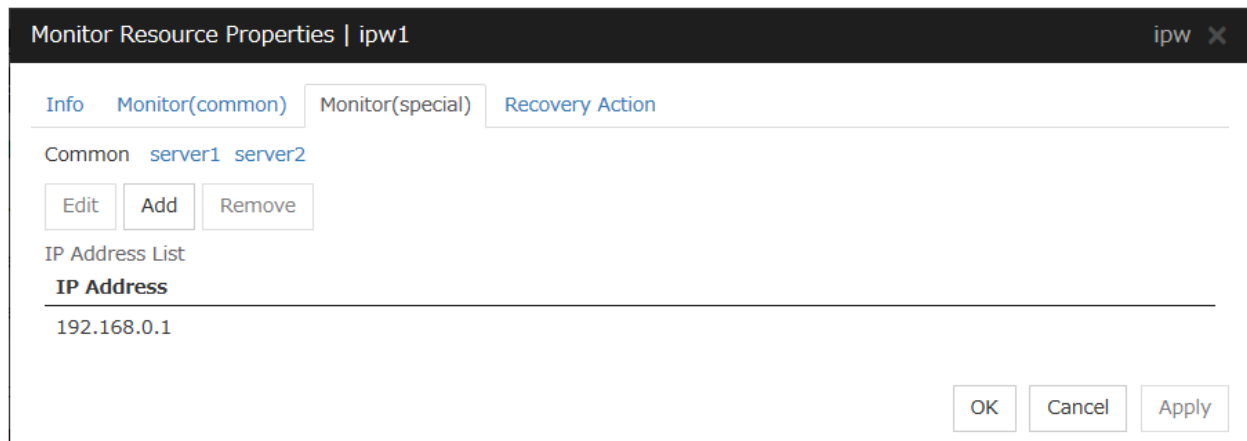 Monitor Resource Properties | ipw1 ipw ×
Info Monitor(common) Monitor(special) Recovery Action
Common server1 server2
Edit Add Remove
IP Address List
IP Address
192.168.0.1
OK Cancel Apply